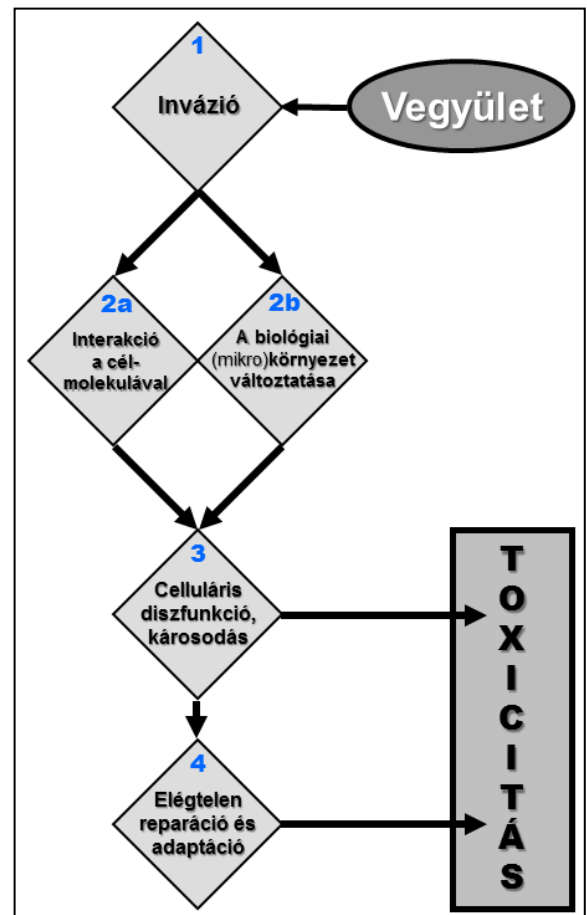 1
Invázió
Vegyület
2a
Interakció
a cél-
molekulával
2b
A biológiai
(mikro)környezet
változtatása
3
Celluláris
diszfunkció,
károsodás
4
Elégtelen
reparáció és
adaptáció
T
O
X
I
C
I
T
Á
S